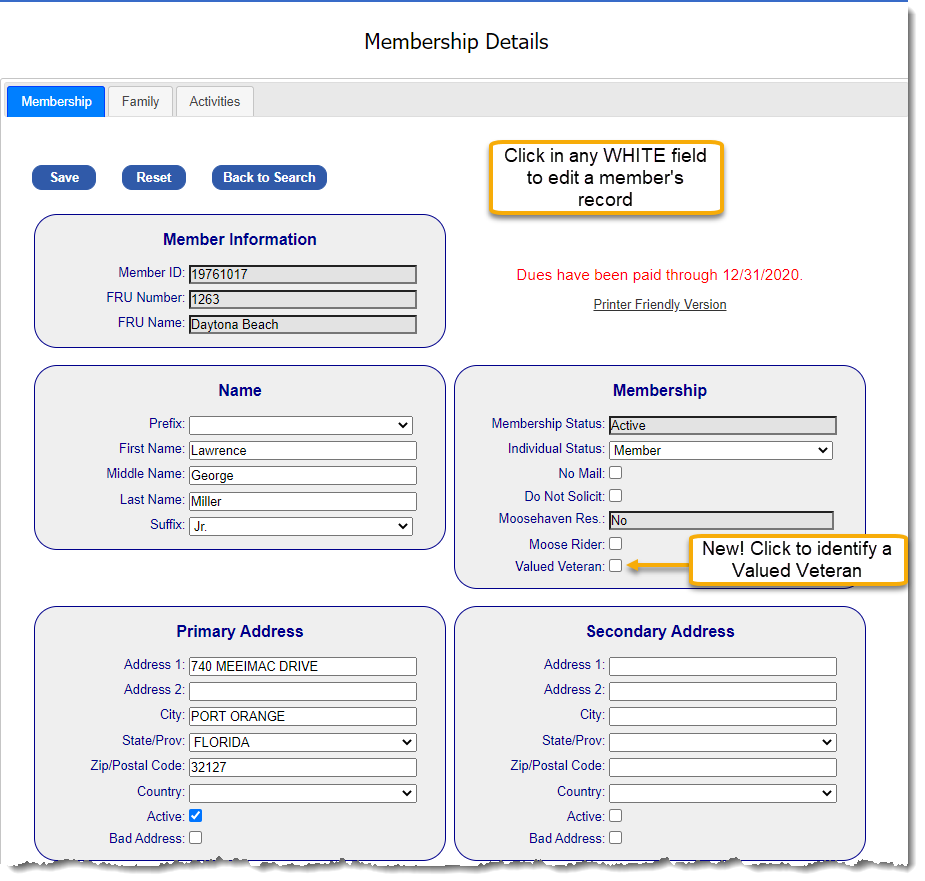 Membership Details
Membership Family Activities
Save Reset Back to Search
Click in any WHITE field
to edit a member's
record
Member Information
Member ID: 19761017
FRU Number: 1263
FRU Name: Daytona Beach
Dues have been paid through 12/31/2020.
Printer Friendly Version
Name
Prefix:
First Name: Lawrence
Middle Name: George
Last Name: Miller
Suffix: Jr.
Membership
Membership Status: Active
Individual Status: Member
No Mail:
Do Not Solicit:
Moosehaven Res.: No
Moose Rider:
Valued Veteran:
New! Click to identify a
Valued Veteran
Primary Address
Address 1: 740 MEEIMAC DRIVE
Address 2:
City: PORT ORANGE
State/Prov: FLORIDA
Zip/Postal Code: 32127
Country:
Active:
Bad Address:
Secondary Address
Address 1:
Address 2:
City:
State/Prov:
Zip/Postal Code:
Country:
Active:
Bad Address: